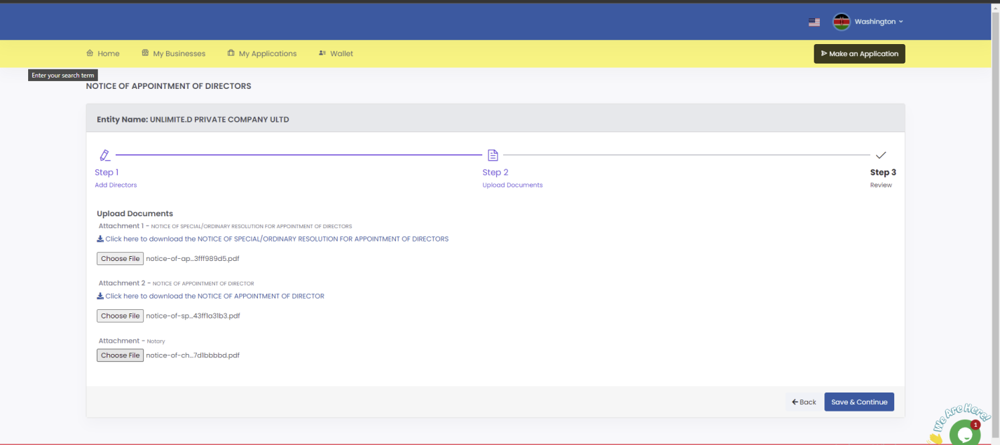 Washington
Home
My Businesses
My Applications
Wallet
Make an Application
Enter your search term
NOTICE OF APPOINTMENT OF DIRECTORS
Entity Name: UNLIMITE.D PRIVATE COMPANY ULTD
Step 1
Add Directors
Step 2
Upload Documents
Step 3
Review
Upload Documents
Attachment 1 - NOTICE OF SPECIAL/ORDINARY RESOLUTION FOR APPOINTMENT OF DIRECTORS
Click here to download the NOTICE OF SPECIAL/ORDINARY RESOLUTION FOR APPOINTMENT OF DIRECTORS
Choose File notice-of-ap...3fff989d5.pdf
Attachment 2 - NOTICE OF APPOINTMENT OF DIRECTOR
Click here to download the NOTICE OF APPOINTMENT OF DIRECTOR
Choose File notice-of-sp...43ff1a31b3.pdf
Attachment - Notary
Choose File notice-of-ch...7d1bbbbd.pdf
Back
Save & Continue
We Are Here!
1